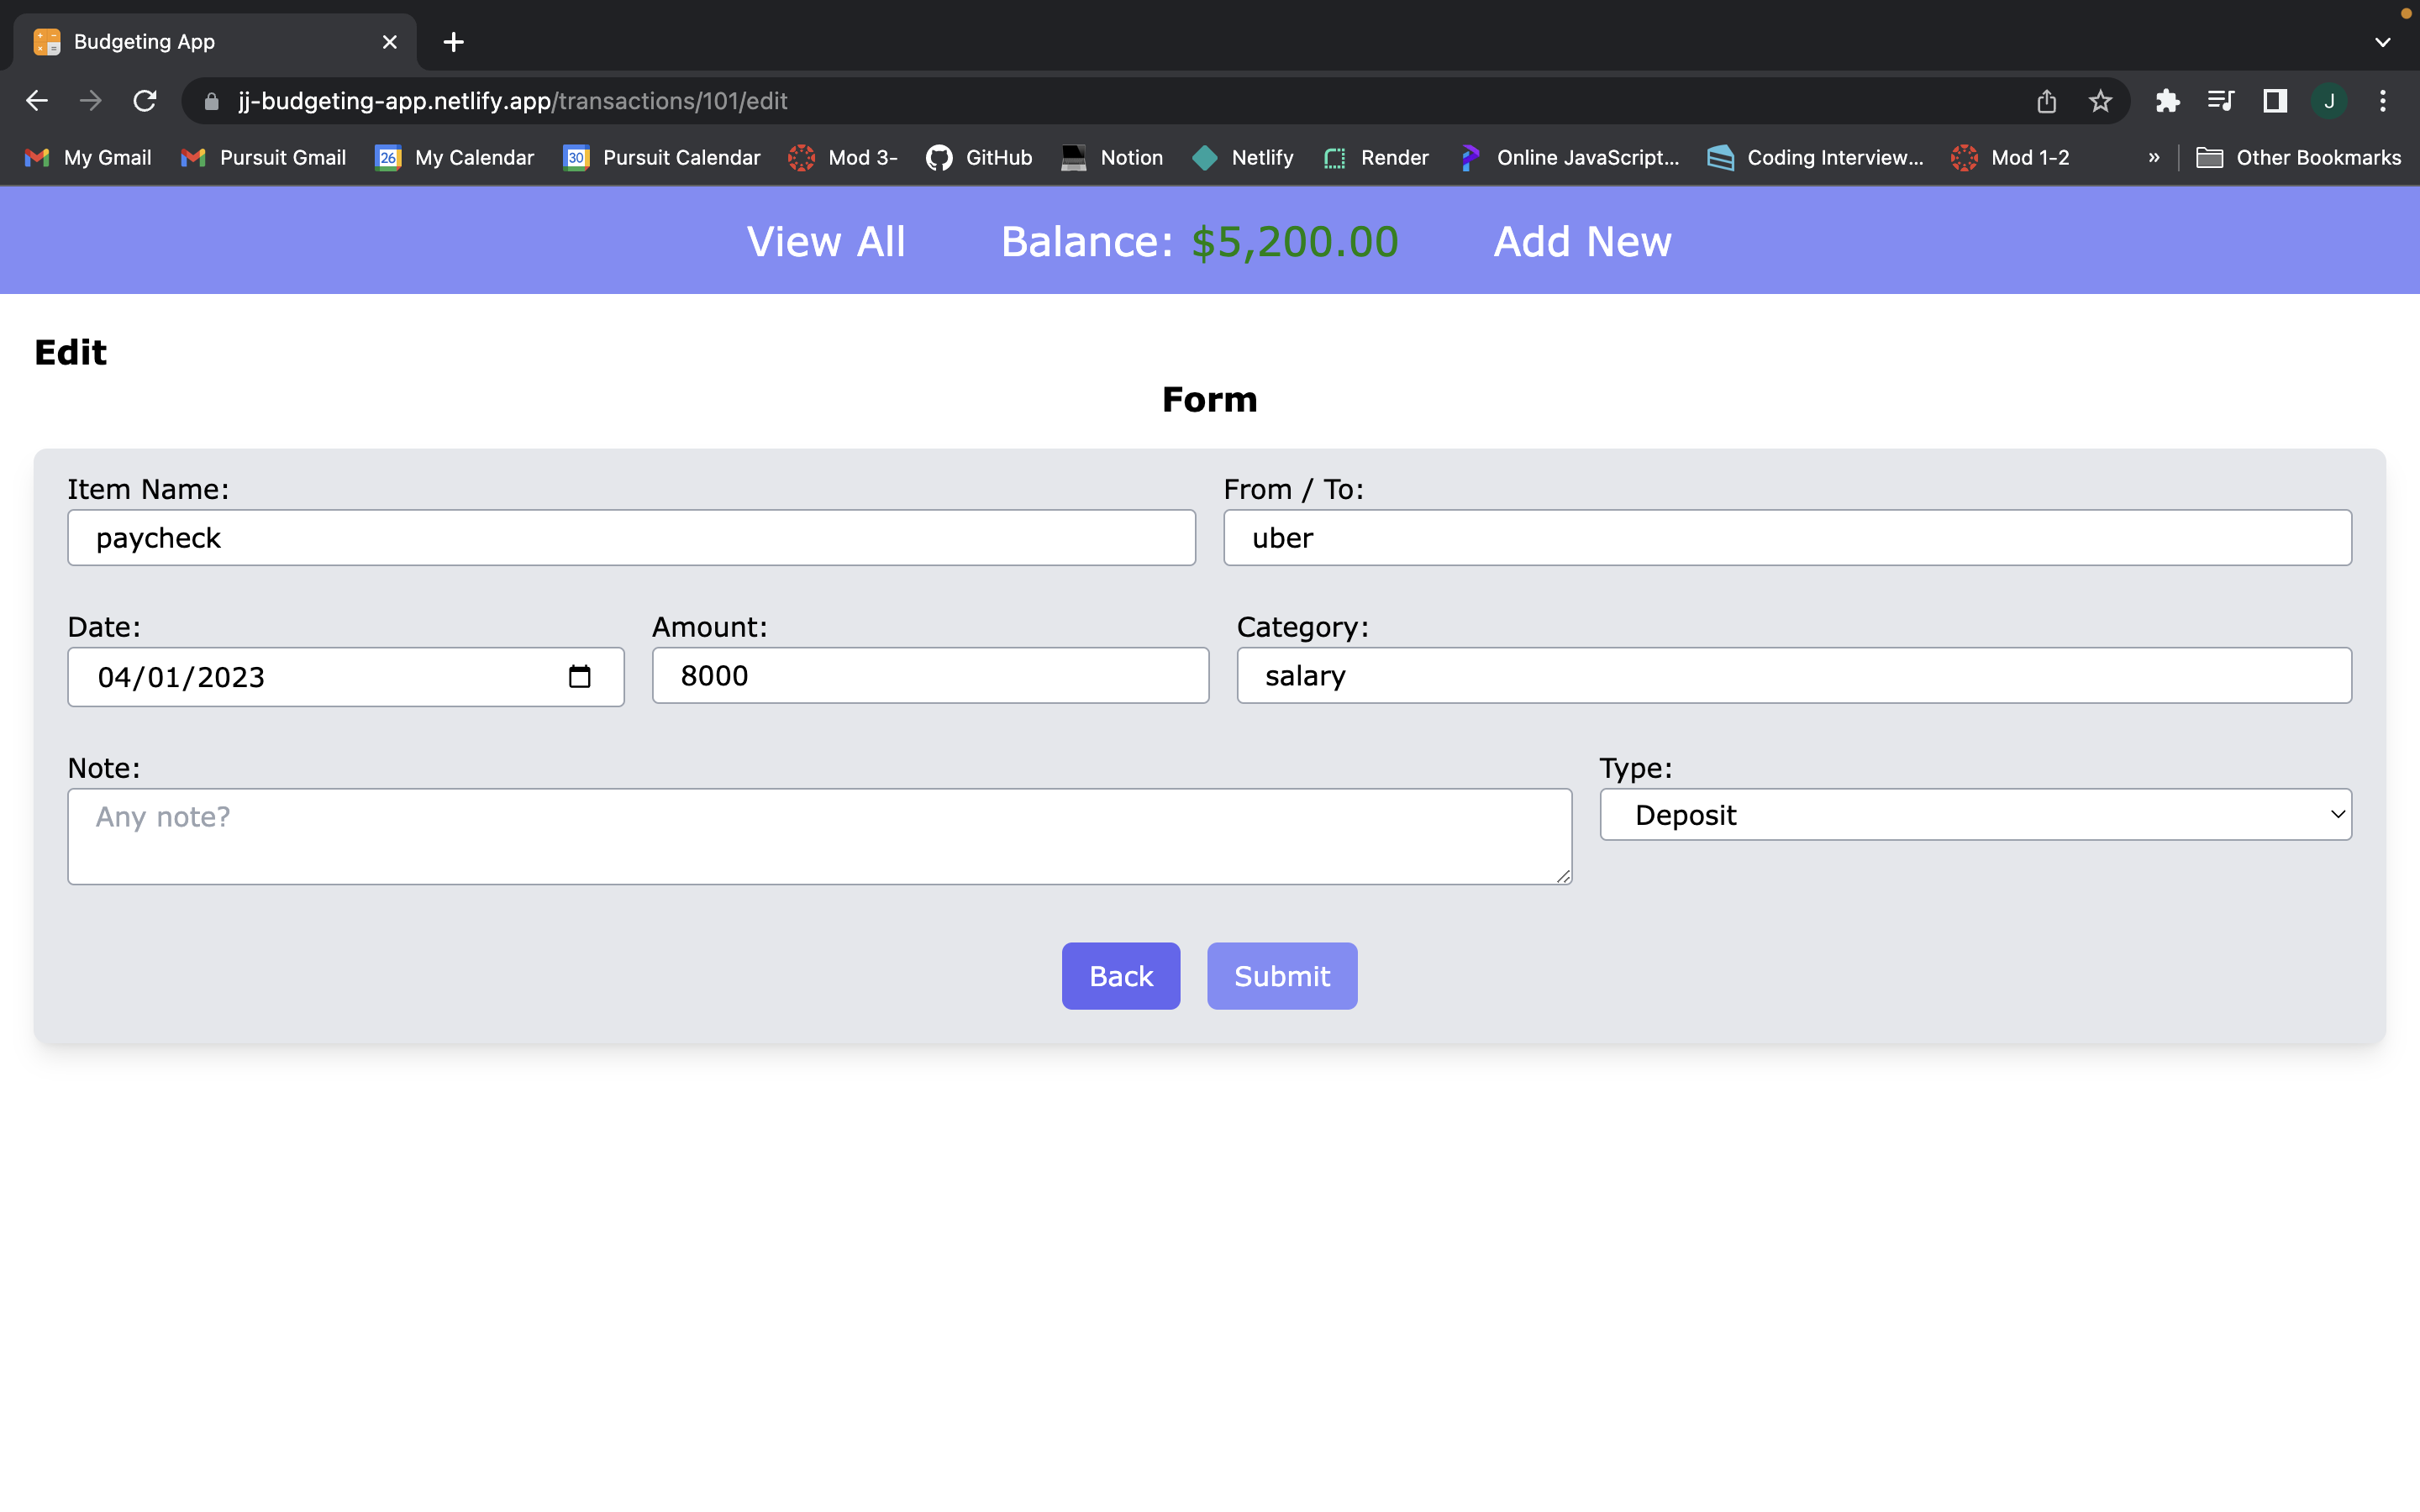 Budgeting App
jj-budgeting-app.netlify.app/transactions/101/edit
J
My Gmail Pursuit Gmail 26 My Calendar 30 Pursuit Calendar Mod 3- GitHub Notion Netlify Render Online JavaScript... Coding Interview... Mod 1-2 » Other Bookmarks
View All Balance: $5,200.00 Add New
Edit
Form
Item Name: From / To:
paycheck uber
Date: Amount: Category:
04/01/2023 8000 salary
Note: Type:
Any note? Deposit
Back Submit